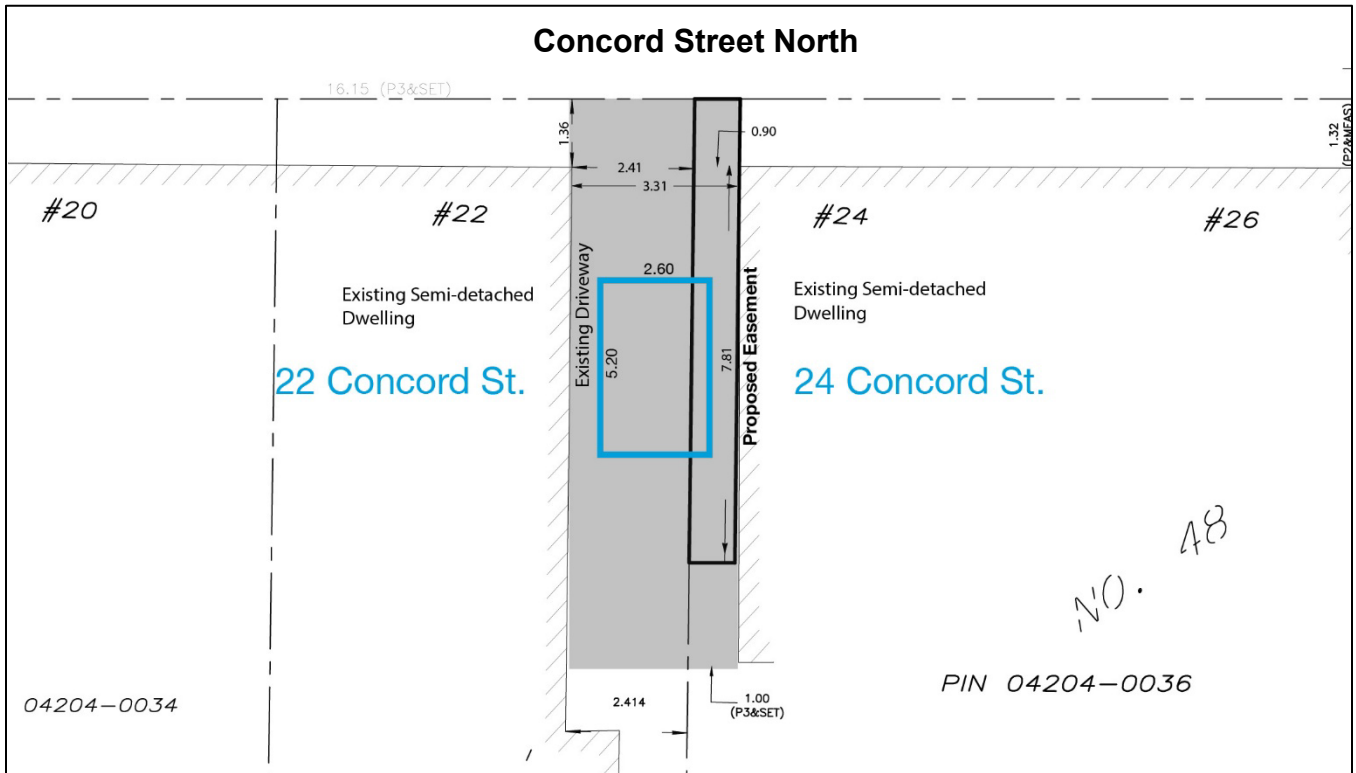 Concord Street North
16.15 (P3&SET)
1.36
0.90
1.32
(P2&MEAS)
2.41
3.31
#20
#22
#24
#26
Existing Driveway
2.60
Existing Semi-detached
Dwelling
Existing Semi-detached
Dwelling
5.20
7.81
Proposed Easement
22 Concord St.
24 Concord St.
NO. 48
PIN 04204-0036
04204-0034
2.414
1.00
(P3&SET)